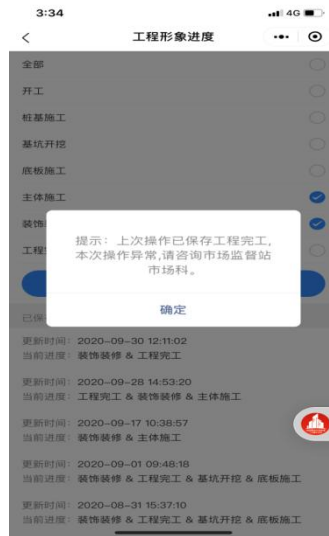 3:34
4G
工程形象进度
全部
开工
桩基施工
基坑开挖
底板施工
主体施工
装饰
工程
提示：上次操作已保存工程完工,
本次操作异常,请咨询市场监督站
市场科。
确定
已保
更新时间：2020-09-30 12:11:02
当前进度：装饰装修 & 工程完工
更新时间：2020-09-28 14:53:20
当前进度：工程完工 & 装饰装修 & 主体施工
更新时间：2020-09-17 10:38:57
当前进度：装饰装修 & 主体施工
更新时间：2020-09-01 09:48:18
当前进度：装饰装修 & 工程完工 & 基坑开挖 & 底板施工
更新时间：2020-08-31 15:37:10
当前进度：装饰装修 & 工程完工 & 基坑开挖 & 底板施工